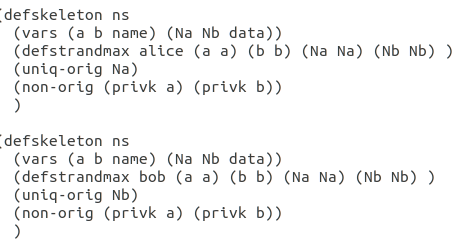 (defskeleton ns
(vars (a b name) (Na Nb data))
(defstrandmax alice (a a) (b b) (Na Na) (Nb Nb) )
(uniq-orig Na)
(non-orig (privk a) (privk b))
)
(defskeleton ns
(vars (a b name) (Na Nb data))
(defstrandmax bob (a a) (b b) (Na Na) (Nb Nb) )
(uniq-orig Nb)
(non-orig (privk a) (privk b))
)